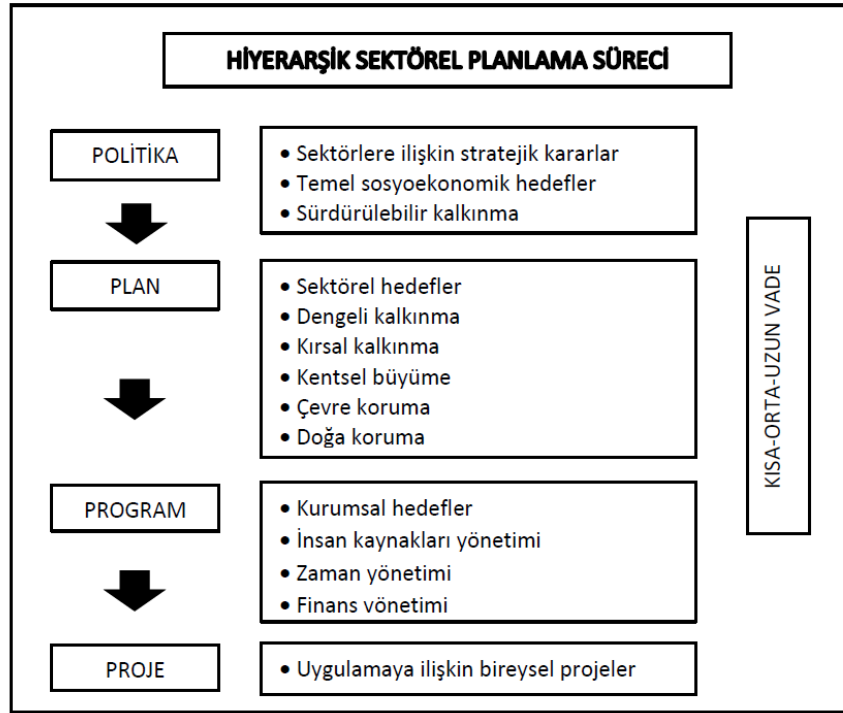 HİYERARŞİK SEKTÖREL PLANLAMA SÜRECİ
POLİTİKA
• Sektörlere ilişkin stratejik kararlar
• Temel sosyoekonomik hedefler
• Sürdürülebilir kalkınma
PLAN
• Sektörel hedefler
• Dengeli kalkınma
• Kırsal kalkınma
• Kentsel büyüme
• Çevre koruma
• Doğa koruma
PROGRAM
• Kurumsal hedefler
• İnsan kaynakları yönetimi
• Zaman yönetimi
• Finans yönetimi
PROJE
• Uygulamaya ilişkin bireysel projeler
KISA-ORTA-UZUN VADE